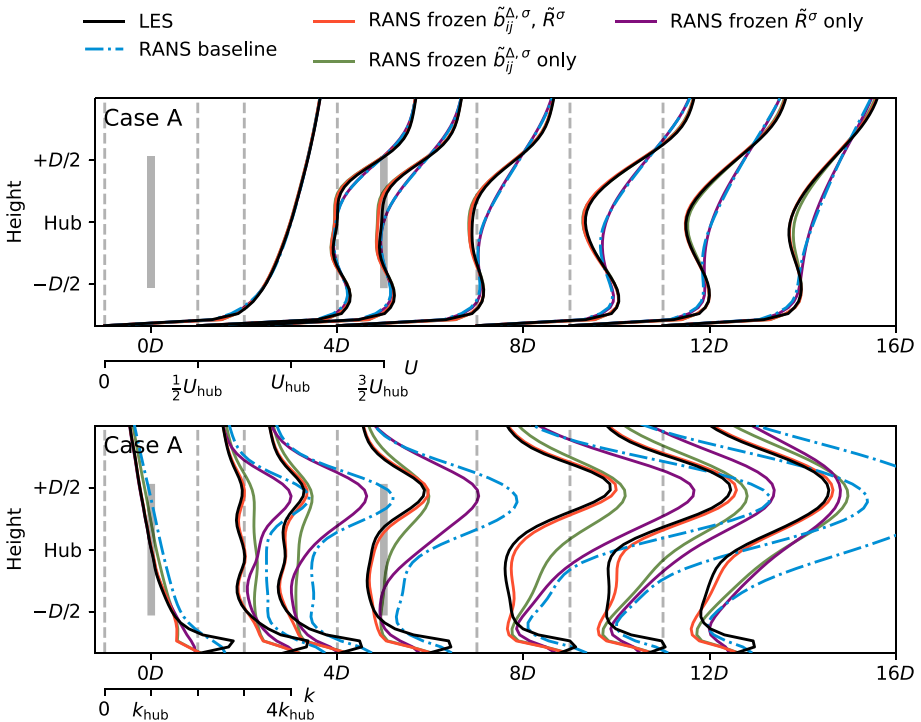 LES
RANS baseline
RANS frozen b̃ᵢⱼ^{Δ,σ}, R̃^σ
RANS frozen b̃ᵢⱼ^{Δ,σ} only
RANS frozen R̃^σ only
Case A
Height
+D/2
Hub
−D/2
0D 4D 8D 12D 16D
0 ½U_hub U_hub 3/2 U_hub U
Case A
Height
+D/2
Hub
−D/2
0D 4D 8D 12D 16D
0 k_hub 4k_hub k